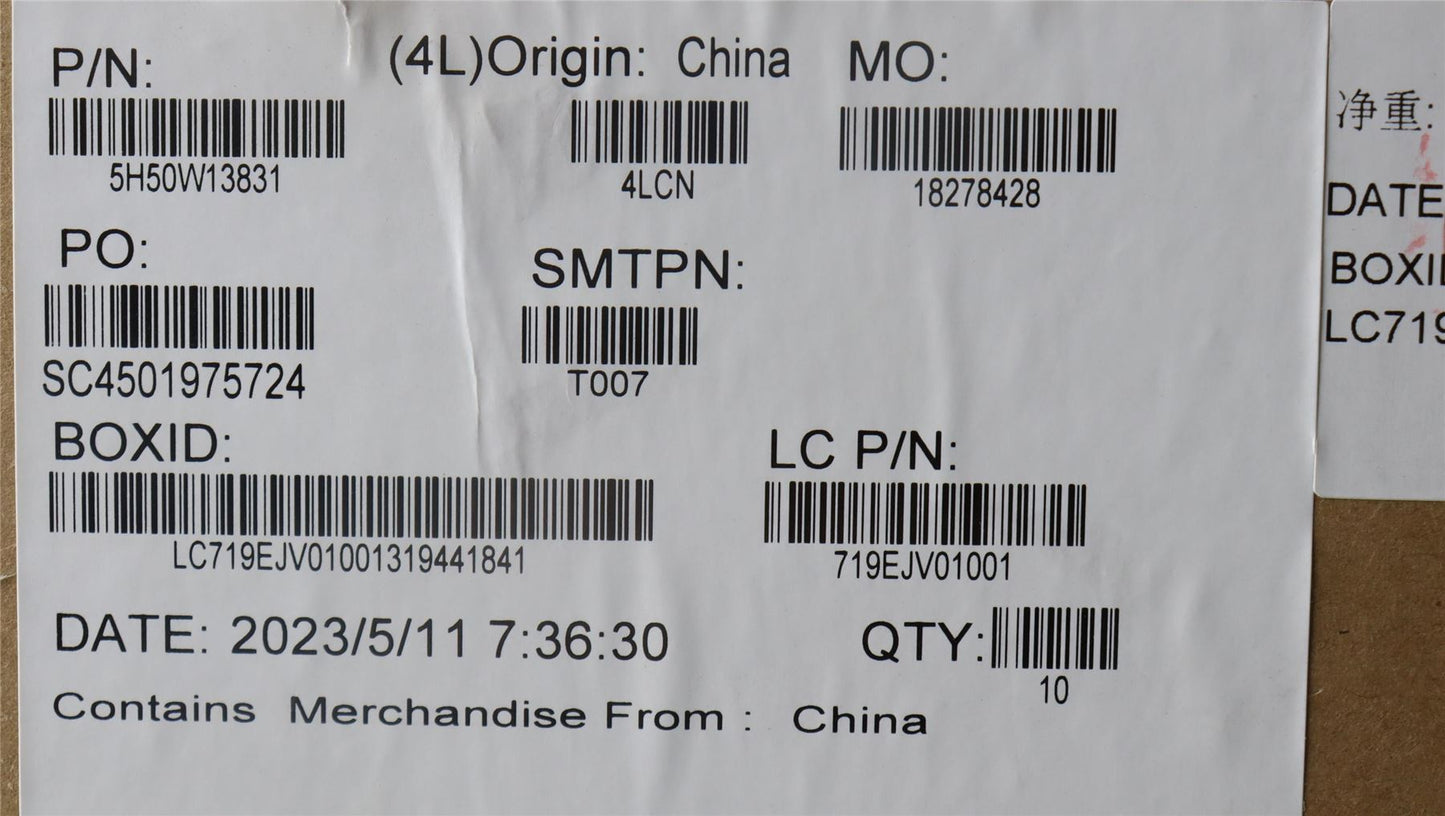 P/N: (4L)Origin: China MO:
5H50W13831 4LCN 18278428
PO: SMTPN:
SC4501975724 T007
BOXID: LC P/N:
LC719EJV01001319441841 719EJV01001
DATE: 2023/5/11 7:36:30 QTY:
10
Contains Merchandise From : China
净重:
DATE
BOXI
LC719